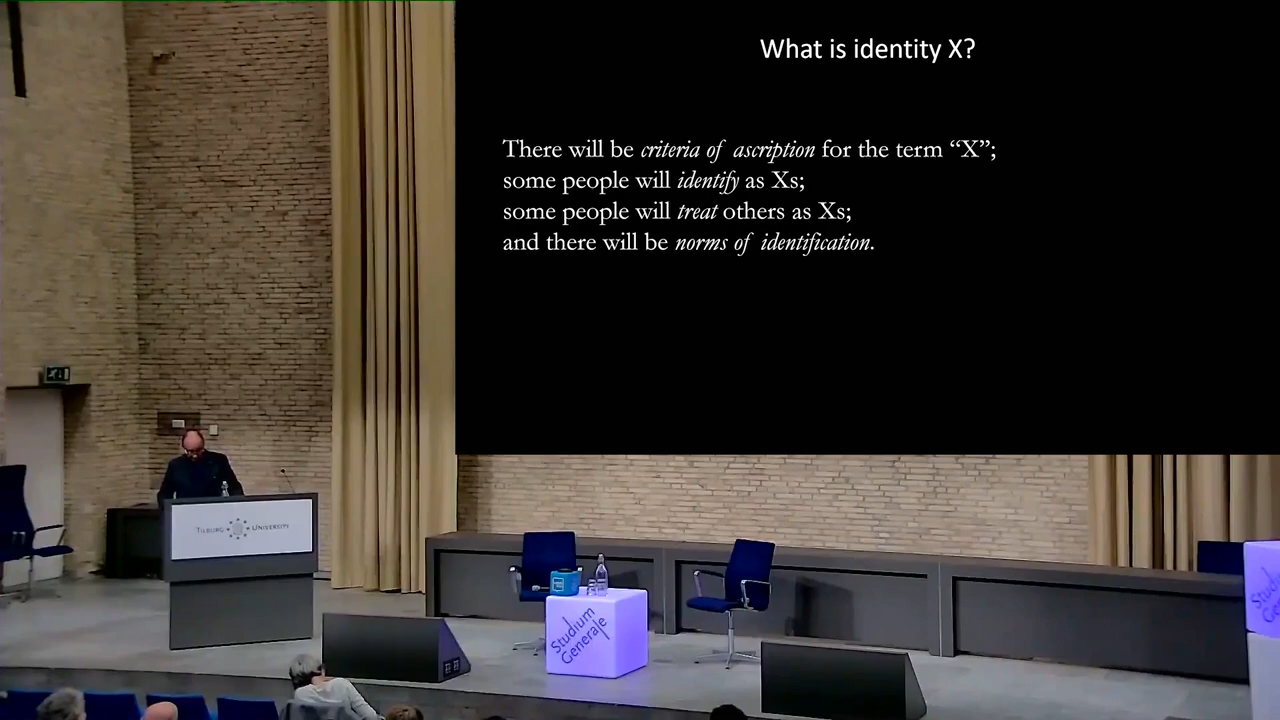 What is identity X?
There will be criteria of ascription for the term “X”;
some people will identify as Xs;
some people will treat others as Xs;
and there will be norms of identification.
TILBURG UNIVERSITY
Studium
Generale